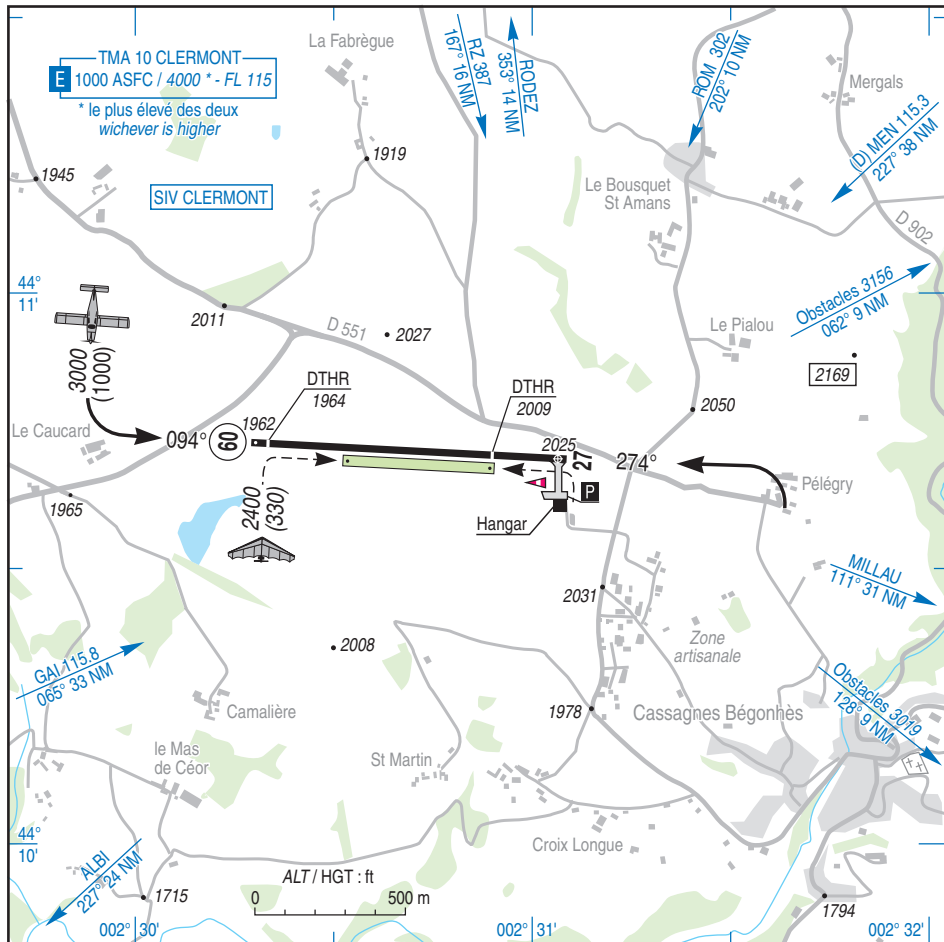 TMA 10 CLERMONT
E 1000 ASFC / 4000 * - FL 115
* le plus élevé des deux
wichever is higher
SIV CLERMONT
La Fabrègue
RZ 387
167° 16 NM
RODEZ
353° 14 NM
ROM 302
202° 10 NM
Mergals
(D) MEN 115.3
227° 38 NM
1945
1919
Le Bousquet
St Amans
D 902
44°
11'
2011
D 551
2027
Obstacles 3156
062° 9 NM
Le Pialou
2169
3000
(1000)
DTHR
1964
DTHR
2009
2050
Le Caucard
094°
09
1962
2025
27
274°
Pélégry
1965
2400
(330)
P
Hangar
MILLAU
111° 31 NM
2031
Zone
artisanale
2008
GAI 115.8
065° 33 NM
Camalière
1978
Cassagnes Bégonhès
Obstacles 3019
128° 9 NM
le Mas
de Céor
St Martin
44°
10'
Croix Longue
ALBI
227° 24 NM
1715
ALT / HGT : ft
0 500 m
1794
002° 30'
002° 31'
002° 32'